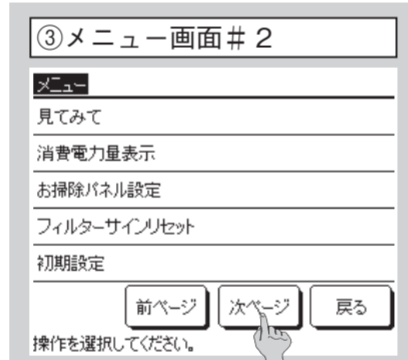 ③メニュー画面＃２
メニュー
見てみて
消費電力量表示
お掃除パネル設定
フィルターサインリセット
初期設定
前ページ 次ページ 戻る
操作を選択してください。